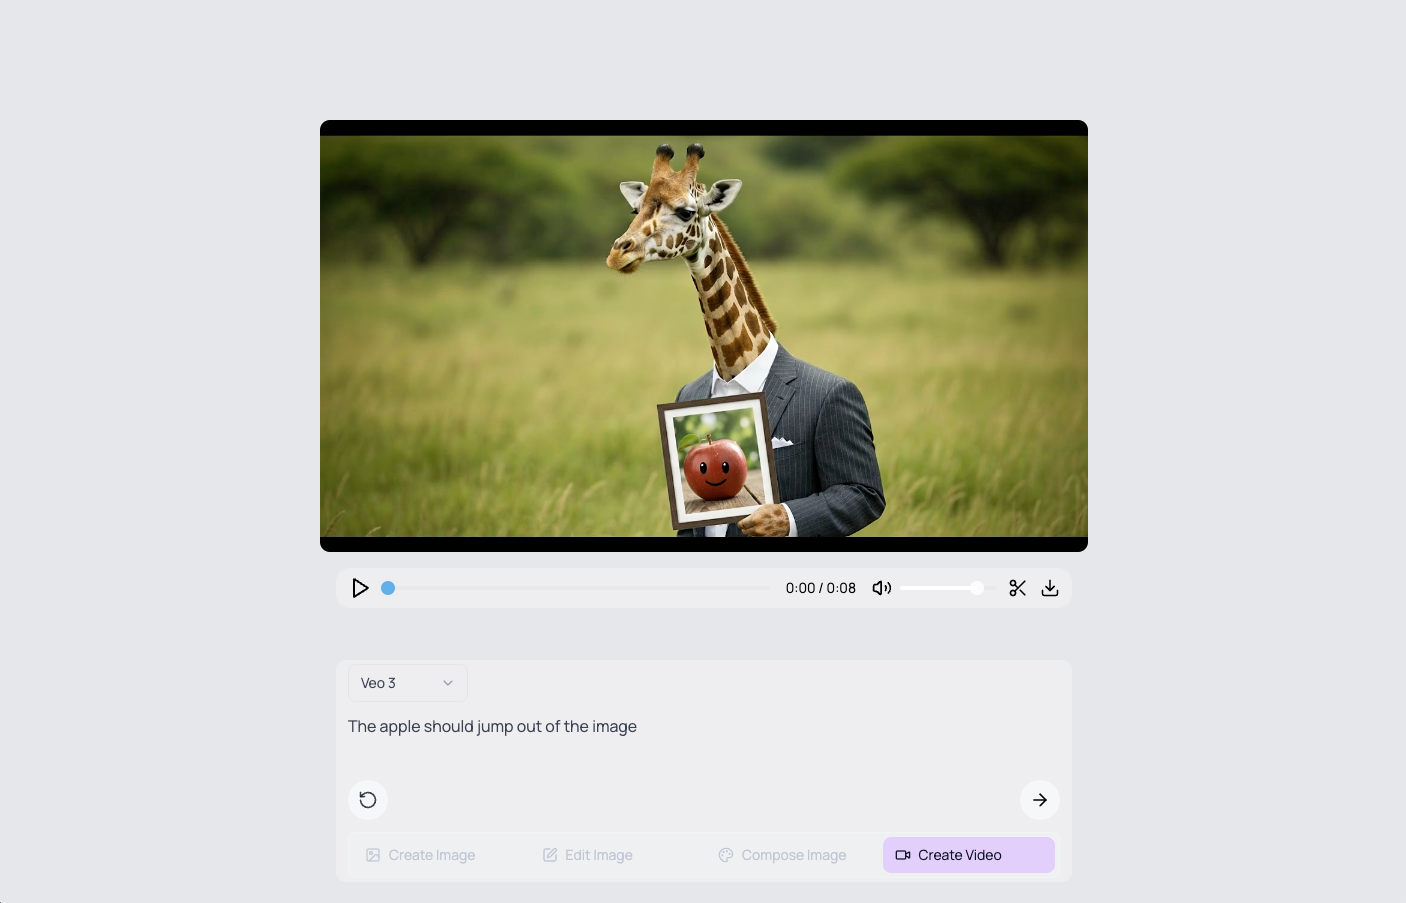 0:00 / 0:08
Veo 3
The apple should jump out of the image
Create Image
Edit Image
Compose Image
Create Video